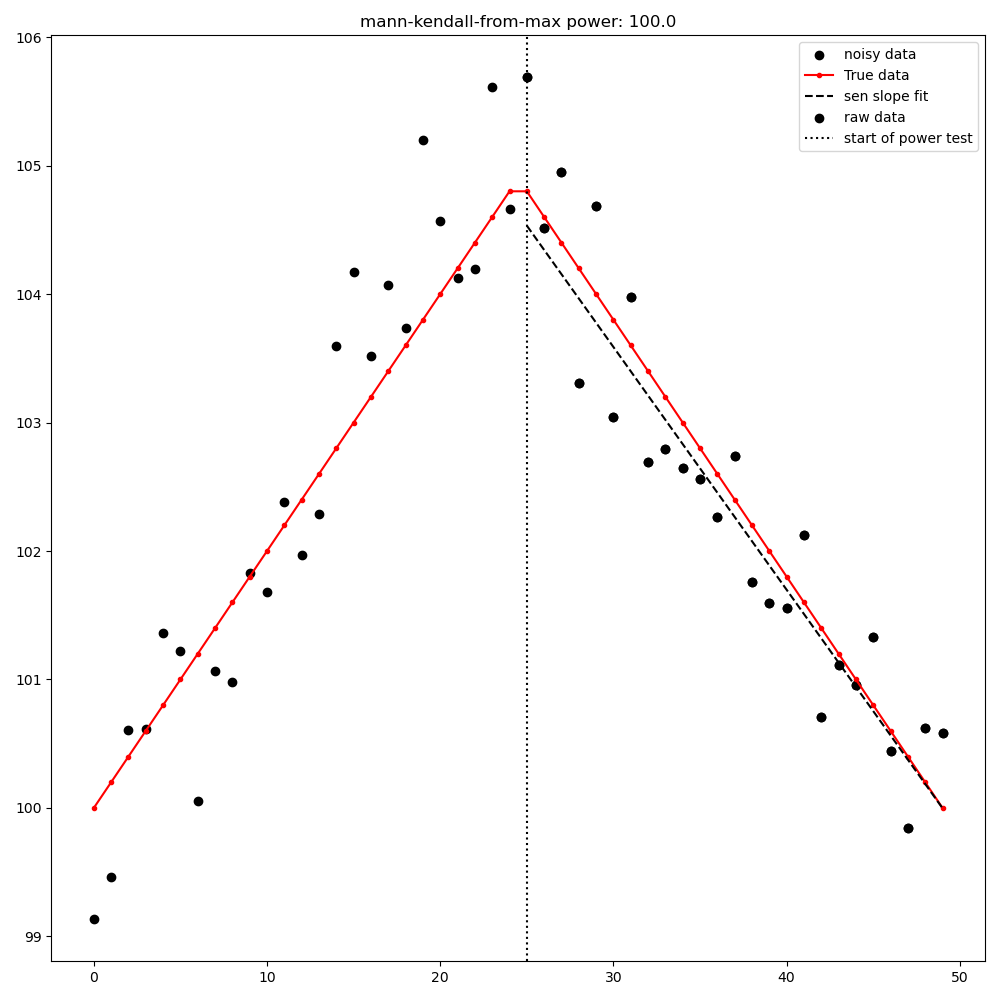 mann-kendall-from-max power: 100.0
106
105
104
103
102
101
100
99
0
10
20
30
40
50
noisy data
True data
sen slope fit
raw data
start of power test